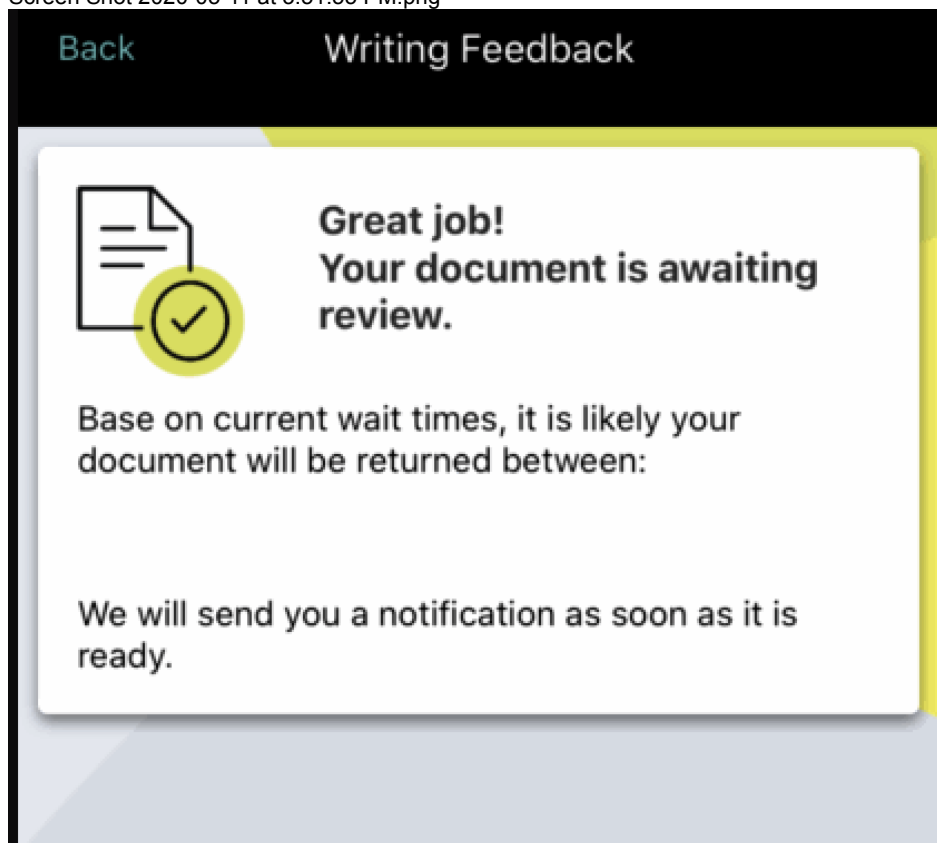 Back
Writing Feedback
Great job!
Your document is awaiting
review.
Base on current wait times, it is likely your
document will be returned between:
We will send you a notification as soon as it is
ready.